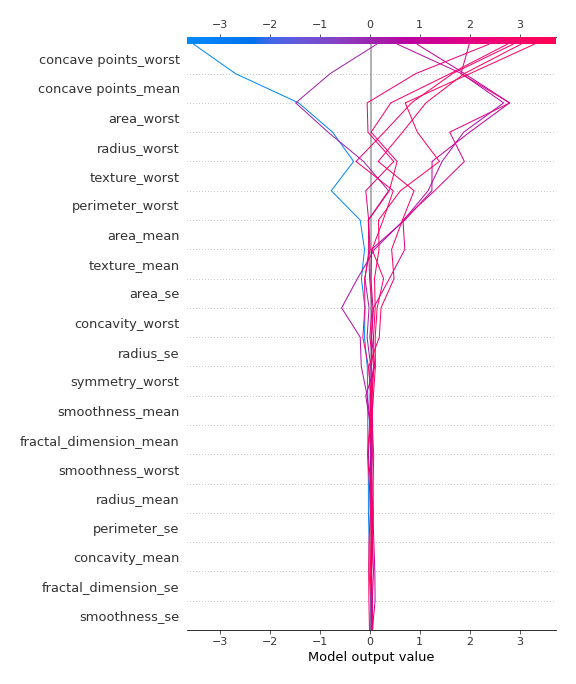 −3 −2 −1 0 1 2 3
concave points_worst
concave points_mean
area_worst
radius_worst
texture_worst
perimeter_worst
area_mean
texture_mean
area_se
concavity_worst
radius_se
symmetry_worst
smoothness_mean
fractal_dimension_mean
smoothness_worst
radius_mean
perimeter_se
concavity_mean
fractal_dimension_se
smoothness_se
−3 −2 −1 0 1 2 3
Model output value